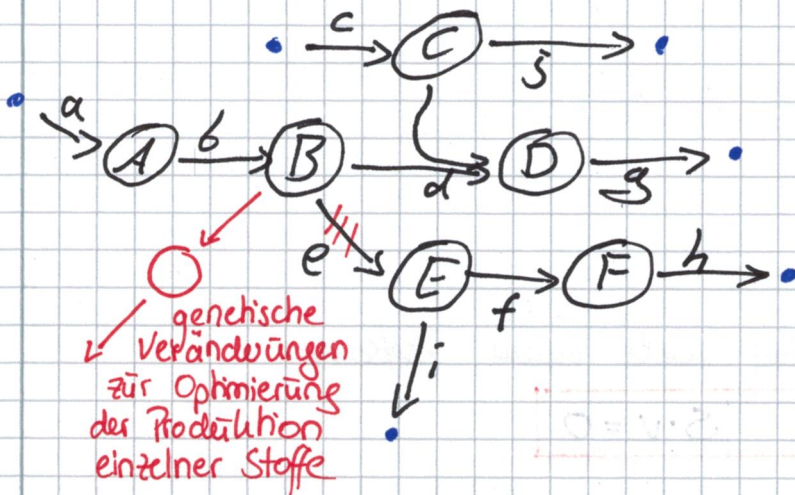 c
C
j
a
A
b
B
d
D
g
e
E
f
F
h
i
genetische
Veränderungen
zur Optimierung
der Produktion
einzelner Stoffe